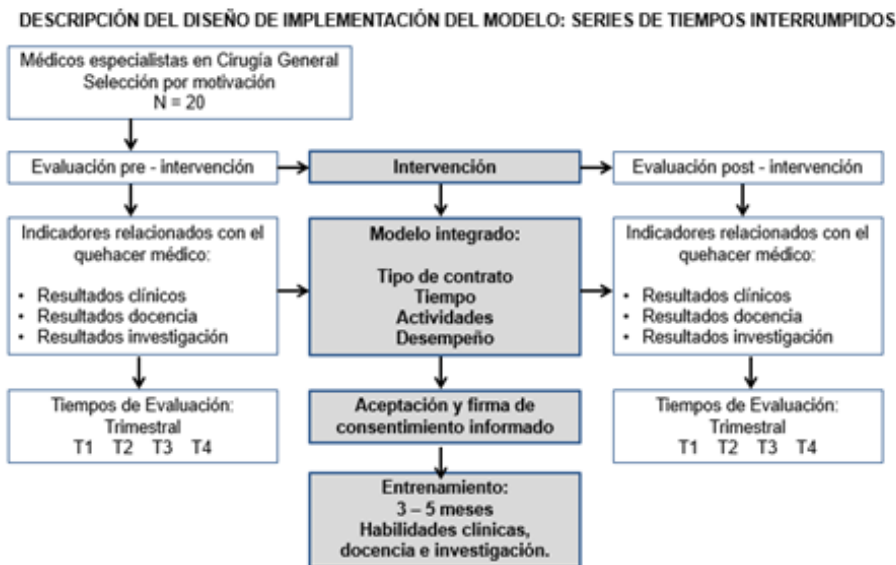 DESCRIPCIÓN DEL DISEÑO DE IMPLEMENTACIÓN DEL MODELO: SERIES DE TIEMPOS INTERRUMPIDOS
Médicos especialistas en Cirugía General
Selección por motivación
N = 20
Evaluación pre - intervención
Intervención
Evaluación post - intervención
Indicadores relacionados con el
quehacer médico:
• Resultados clínicos
• Resultados docencia
• Resultados investigación
Modelo integrado:
Tipo de contrato
Tiempo
Actividades
Desempeño
Indicadores relacionados con el
quehacer médico:
• Resultados clínicos
• Resultados docencia
• Resultados investigación
Tiempos de Evaluación:
Trimestral
T1 T2 T3 T4
Aceptación y firma de
consentimiento informado
Tiempos de Evaluación:
Trimestral
T1 T2 T3 T4
Entrenamiento:
3 – 5 meses
Habilidades clínicas,
docencia e investigación.